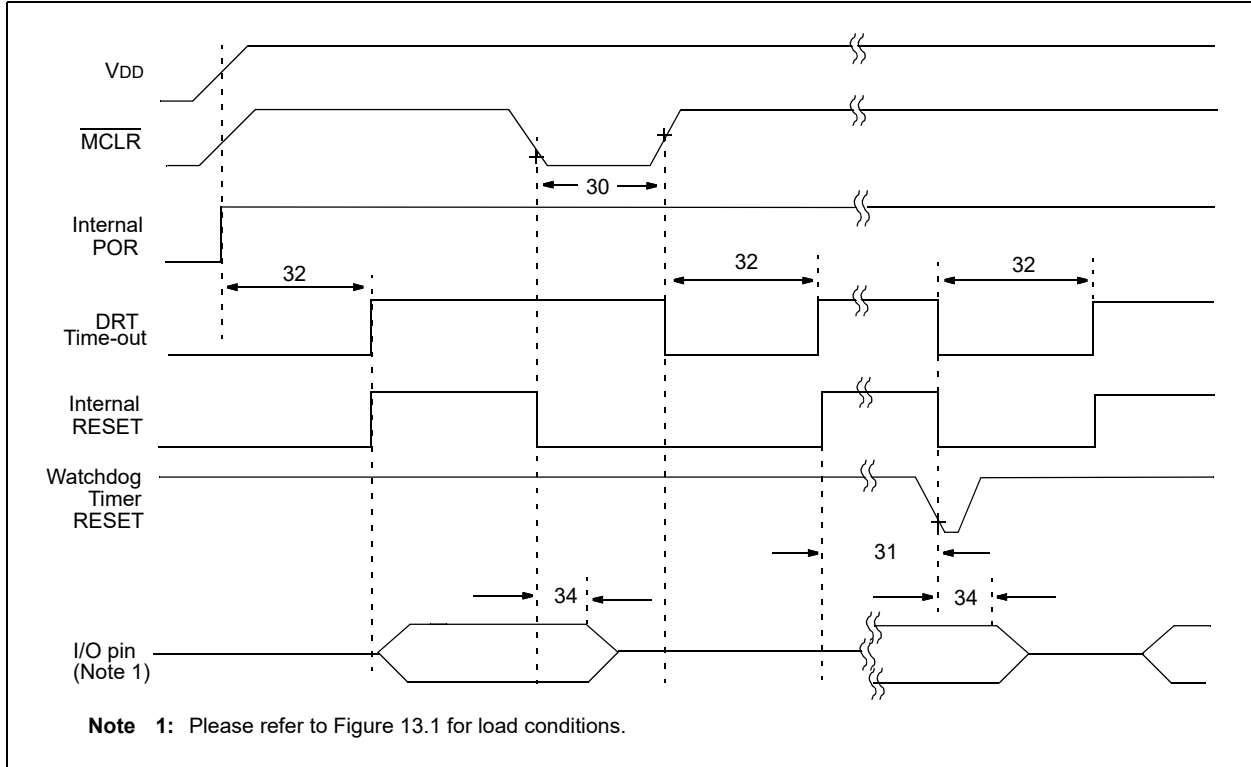 VDD
MCLR
30
Internal
POR
32
32
32
DRT
Time-out
Internal
RESET
Watchdog
Timer
RESET
31
34
34
I/O pin
(Note 1)
Note 1: Please refer to Figure 13.1 for load conditions.